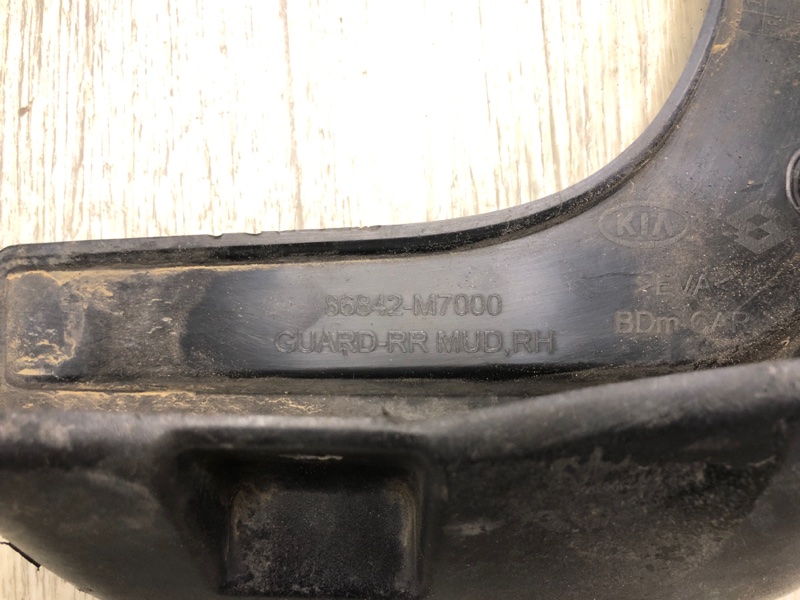 KIA
86842-M7000
GUARD-RR MUD,RH
BDm CAR